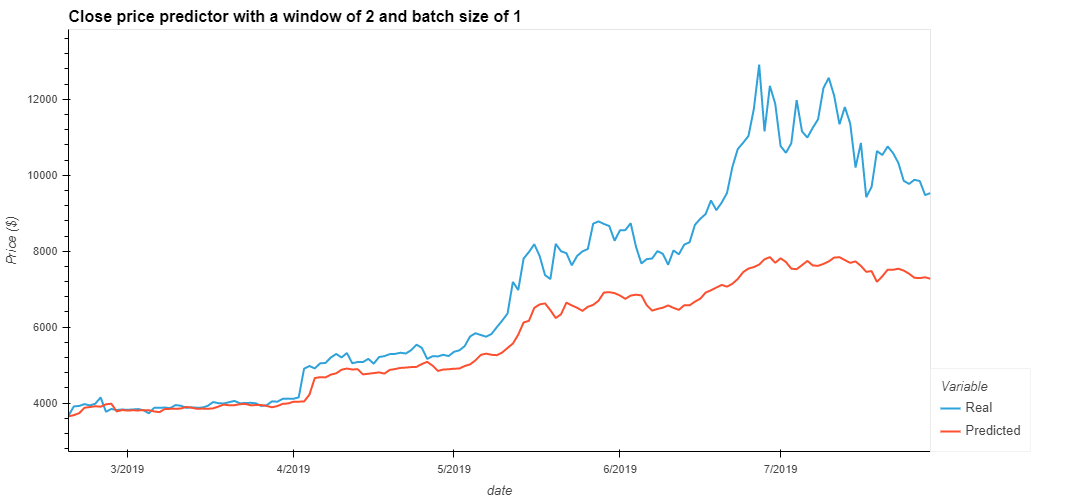 Close price predictor with a window of 2 and batch size of 1
Price ($)
12000
10000
8000
6000
4000
3/2019
4/2019
5/2019
6/2019
7/2019
date
Variable
Real
Predicted